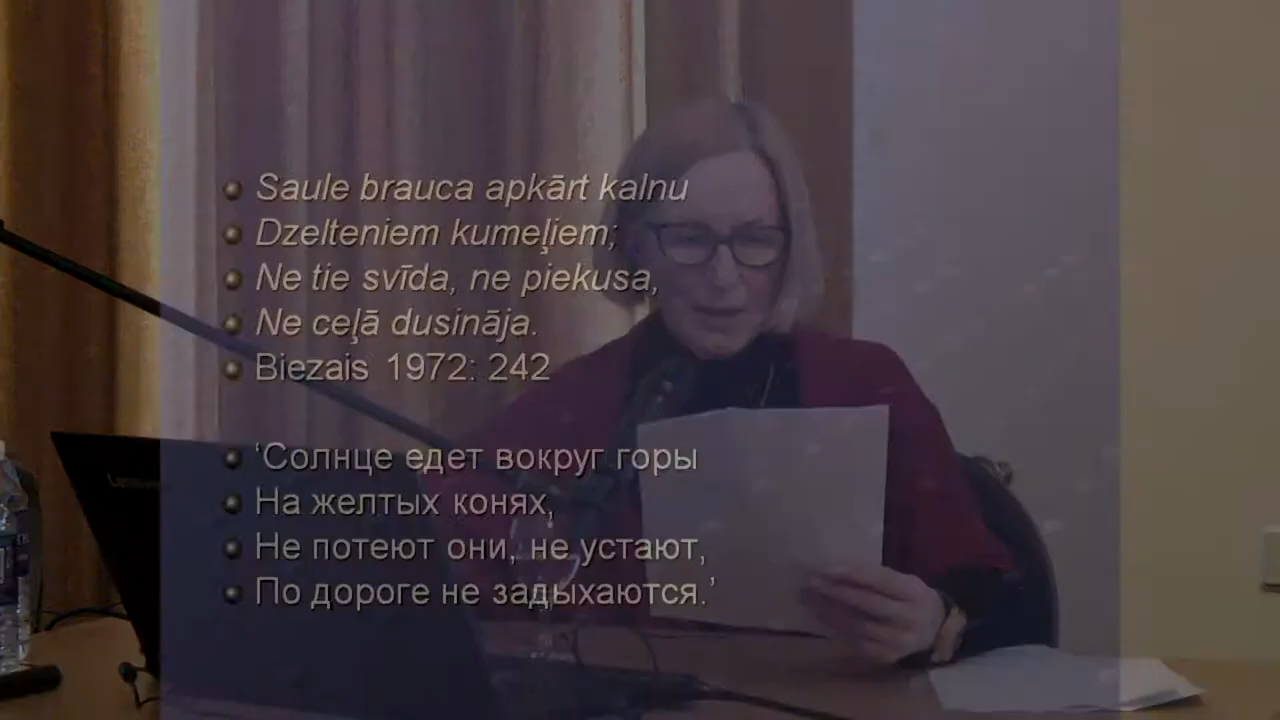 Saule brauca apkārt kalnu
Dzelteniem kumeļiem;
Ne tie svīda, ne piekusa,
Ne ceļā dusināja.
Biezais 1972: 242
‘Солнце едет вокруг горы
На желтых конях,
Не потеют они, не устают,
По дороге не задыхаются.’